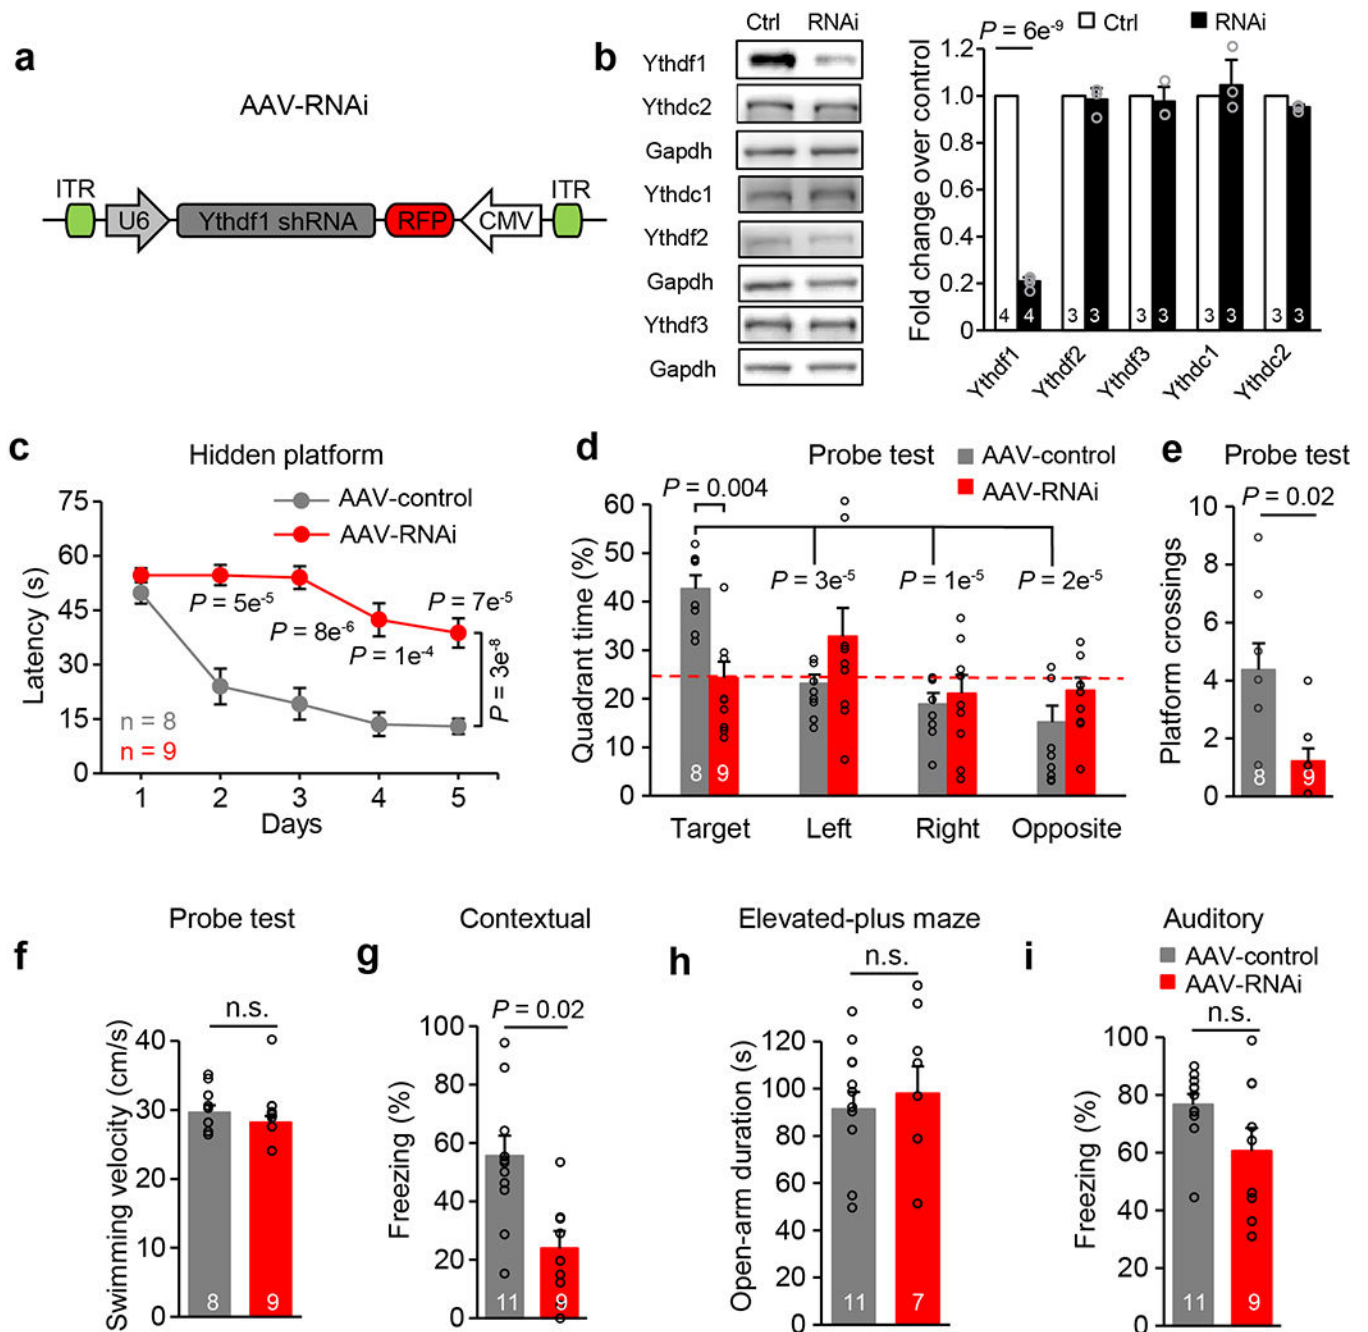 a
AAV-RNAi
ITR
ITR
U6
Ythdf1 shRNA
RFP
CMV
b
Ctrl RNAi
Ythdf1
Ythdc2
Gapdh
Ythdc1
Ythdf2
Gapdh
Ythdf3
Gapdh
Ctrl RNAi
P = 6e-9
Fold change over control
1.2
1.0
0.8
0.6
0.4
0.2
0
4 4 3 3 3 3 3 3 3 3
Ythdf1 Ythdf2 Ythdf3 Ythdc1 Ythdc2
c
Hidden platform
AAV-control
AAV-RNAi
Latency (s)
75
60
45
30
15
0
P = 5e-5
P = 8e-6
P = 1e-4
P = 7e-5
P = 3e-8
n = 8
n = 9
1 2 3 4 5
Days
d
Probe test
AAV-control
AAV-RNAi
P = 0.004
P = 3e-5 P = 1e-5 P = 2e-5
Quadrant time (%)
60
50
40
30
20
10
0
8 9
Target Left Right Opposite
e
Probe test
P = 0.02
Platform crossings
10
8
6
4
2
0
8 9
f
Probe test
n.s.
Swimming velocity (cm/s)
40
30
20
10
0
8 9
g
Contextual
P = 0.02
Freezing (%)
100
80
60
40
20
0
11 9
h
Elevated-plus maze
n.s.
Open-arm duration (s)
120
100
80
60
40
20
0
11 7
i
Auditory
AAV-control
AAV-RNAi
n.s.
Freezing (%)
100
80
60
40
20
0
11 9